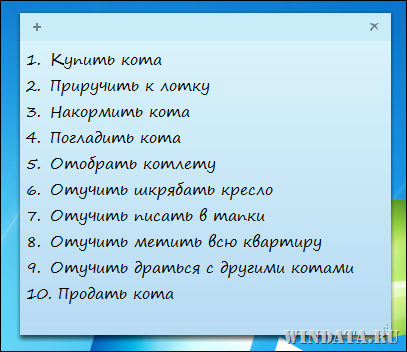 1. Купить кота
2. Приручить к лотку
3. Накормить кота
4. Погладить кота
5. Отобрать котлету
6. Отучить шкрябать кресло
7. Отучить писать в тапки
8. Отучить метить всю квартиру
9. Отучить драться с другими котами
10. Продать кота
WINDATA.RU